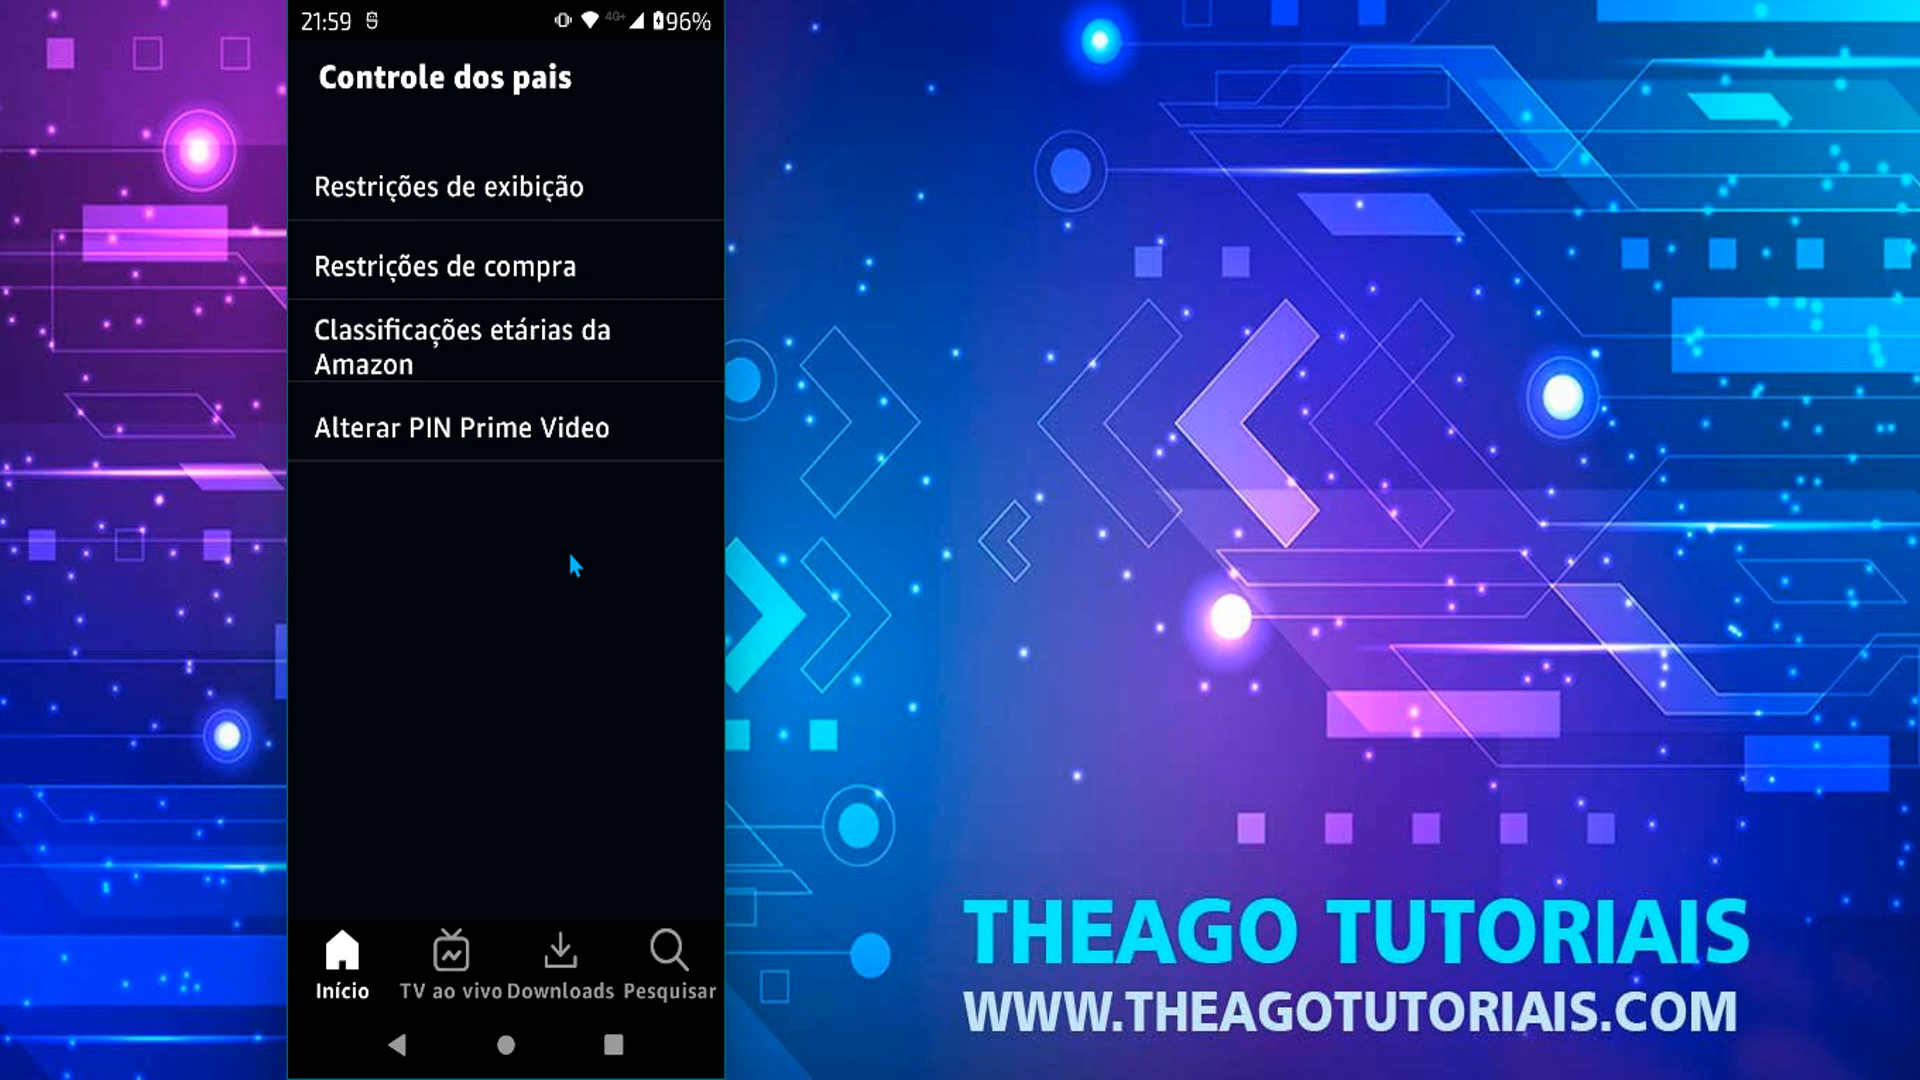 21:59
4G+ 96%
Controle dos pais
Restrições de exibição
Restrições de compra
Classificações etárias da
Amazon
Alterar PIN Prime Video
Início TV ao vivo Downloads Pesquisar
THEAGO TUTORIAIS
WWW.THEAGOTUTORIAIS.COM